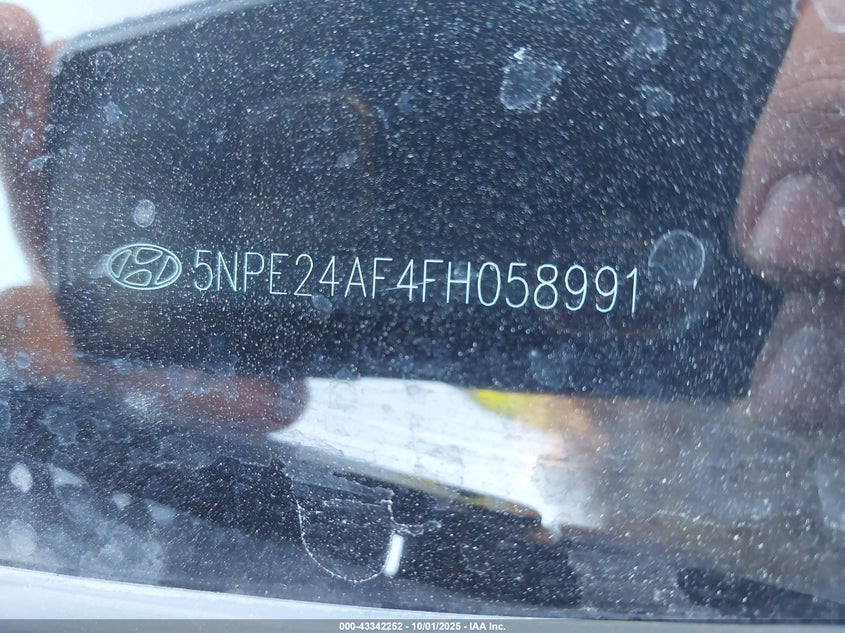 5NPE24AF4FH058991
000-43342252 - 10/01/2025 - IAA Inc.